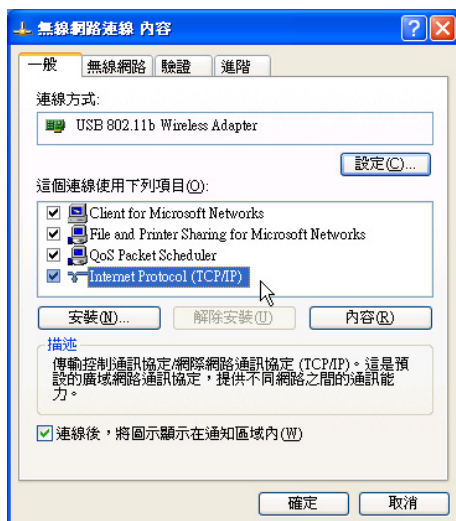 無線網路連線 內容
一般 無線網路 驗證 進階
連線方式:
USB 802.11b Wireless Adapter
設定(C)...
這個連線使用下列項目(O):
Client for Microsoft Networks
File and Printer Sharing for Microsoft Networks
QoS Packet Scheduler
Internet Protocol (TCP/IP)
安裝(N)... 解除安裝(U) 內容(R)
描述
傳輸控制通訊協定/網際網路通訊協定 (TCP/IP)。這是預
設的廣域網路通訊協定,提供不同網路之間的通訊能
力。
連線後,將圖示顯示在通知區域內(W)
確定 取消